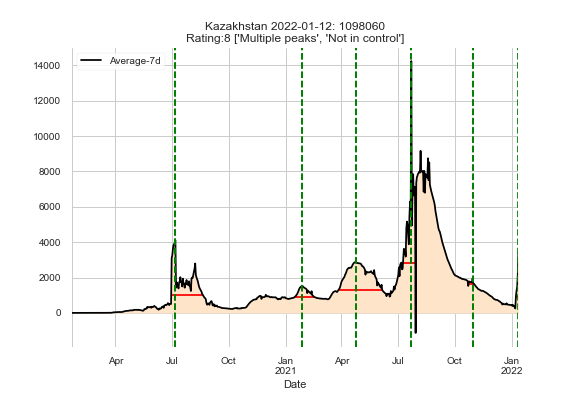 Kazakhstan 2022-01-12: 1098060
Rating:8 ['Multiple peaks', 'Not in control']
Average-7d
14000
12000
10000
8000
6000
4000
2000
0
Apr Jul Oct Jan Apr Jul Oct Jan
2021 2022
Date